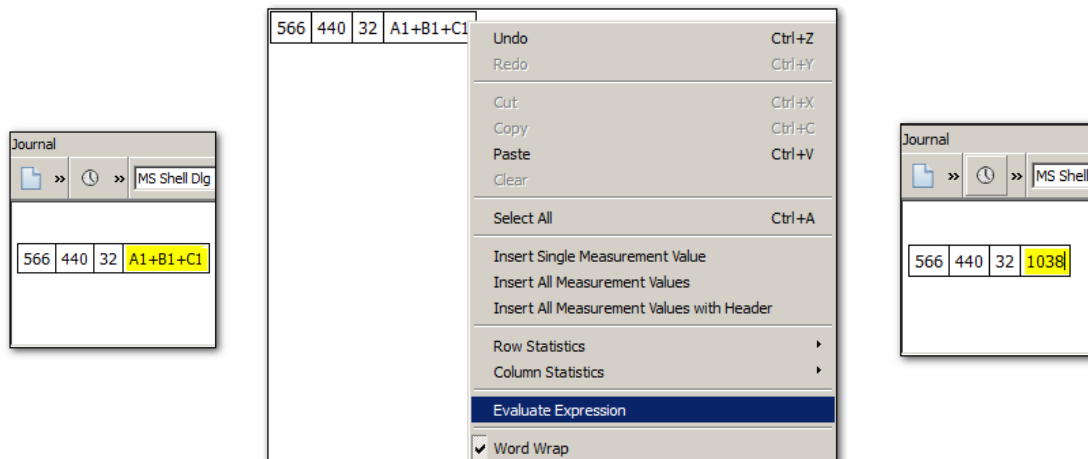 Journal
» » MS Shell Dlg
566 440 32 A1+B1+C1
566 440 32 A1+B1+C1
Undo Ctrl+Z
Redo Ctrl+Y
Cut Ctrl+X
Copy Ctrl+C
Paste Ctrl+V
Clear
Select All Ctrl+A
Insert Single Measurement Value
Insert All Measurement Values
Insert All Measurement Values with Header
Row Statistics
Column Statistics
Evaluate Expression
Word Wrap
Journal
» » MS Shell
566 440 32 1038